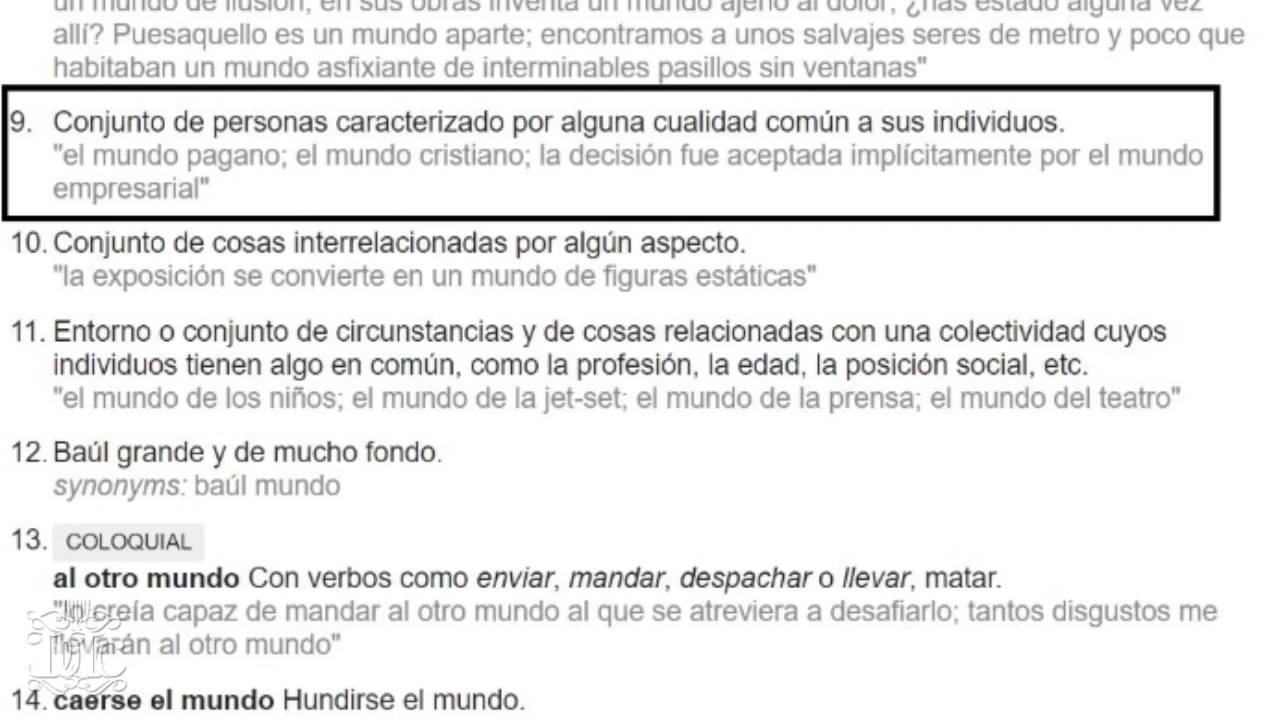 un mundo de ilusión; en sus obras inventa un mundo ajeno al dolor; ¿has estado alguna vez
allí? Puesaquello es un mundo aparte; encontramos a unos salvajes seres de metro y poco que
habitaban un mundo asfixiante de interminables pasillos sin ventanas"
9. Conjunto de personas caracterizado por alguna cualidad común a sus individuos.
"el mundo pagano; el mundo cristiano; la decisión fue aceptada implícitamente por el mundo
empresarial"
10. Conjunto de cosas interrelacionadas por algún aspecto.
"la exposición se convierte en un mundo de figuras estáticas"
11. Entorno o conjunto de circunstancias y de cosas relacionadas con una colectividad cuyos
individuos tienen algo en común, como la profesión, la edad, la posición social, etc.
"el mundo de los niños; el mundo de la jet-set; el mundo de la prensa; el mundo del teatro"
12. Baúl grande y de mucho fondo.
synonyms: baúl mundo
13. COLOQUIAL
al otro mundo Con verbos como enviar, mandar, despachar o llevar, matar.
"lo creía capaz de mandar al otro mundo al que se atreviera a desafiarlo; tantos disgustos me
llevarán al otro mundo"
14. caerse el mundo Hundirse el mundo.